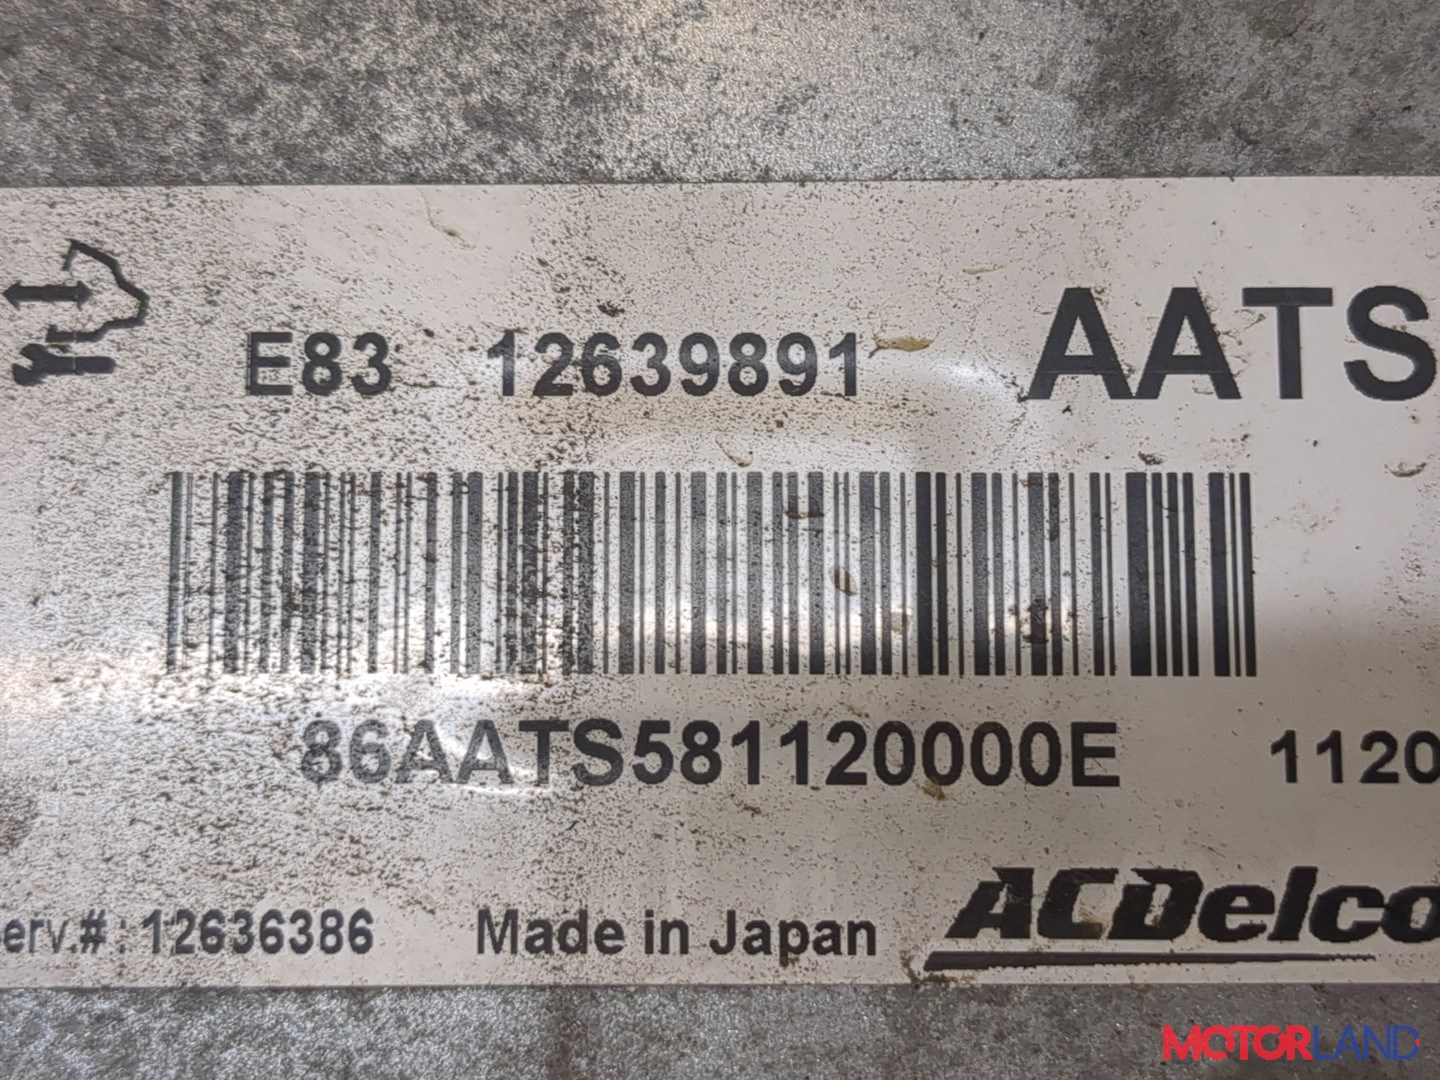 E83 12639891 AATS
86AATS581120000E 1120
erv.#: 12636386 Made in Japan ACDelco
MOTORLAND